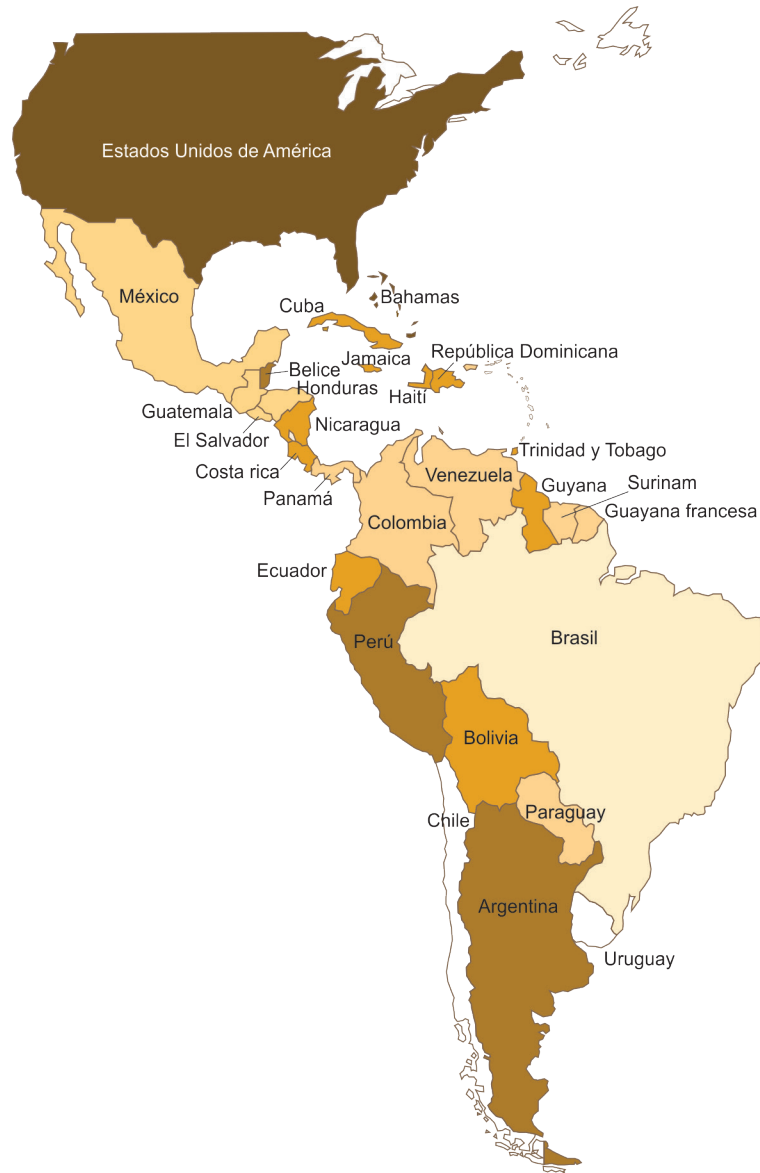 Estados Unidos de América
México
Cuba
Bahamas
República Dominicana
Jamaica
Belice
Haití
Honduras
Guatemala
Nicaragua
El Salvador
Trinidad y Tobago
Costa rica
Venezuela
Guyana
Surinam
Panamá
Guayana francesa
Colombia
Ecuador
Perú
Brasil
Bolivia
Chile
Paraguay
Argentina
Uruguay